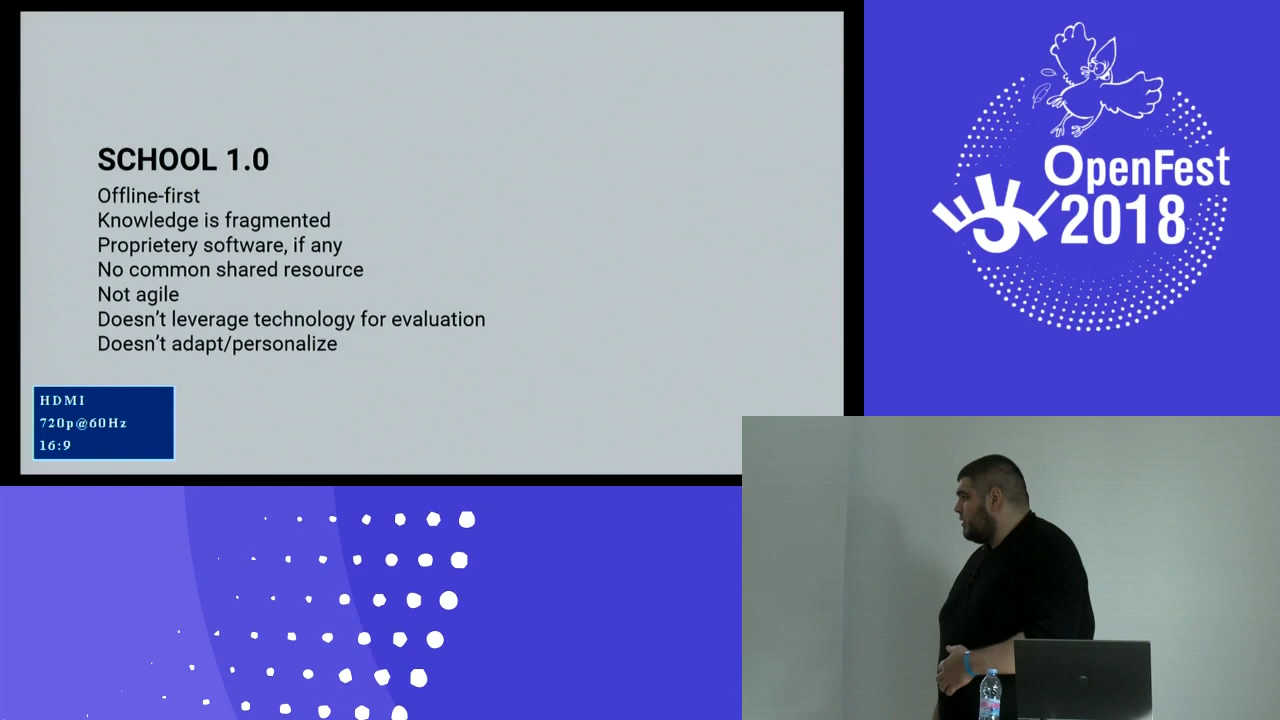 SCHOOL 1.0
Offline-first
Knowledge is fragmented
Proprietery software, if any
No common shared resource
Not agile
Doesn’t leverage technology for evaluation
Doesn’t adapt/personalize
HDMI
720p@60Hz
16:9
OpenFest
2018